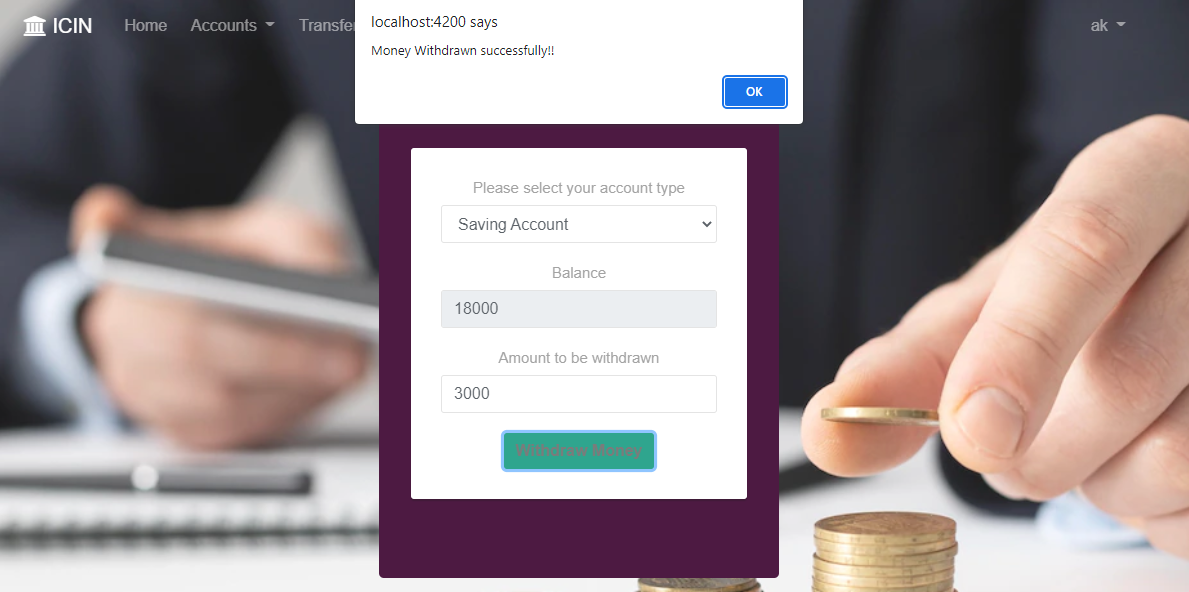 localhost:4200 says
Money Withdrawn successfully!!
OK
ICIN Home Accounts Transfer ak
Please select your account type
Saving Account
Balance
18000
Amount to be withdrawn
3000
Withdraw Money